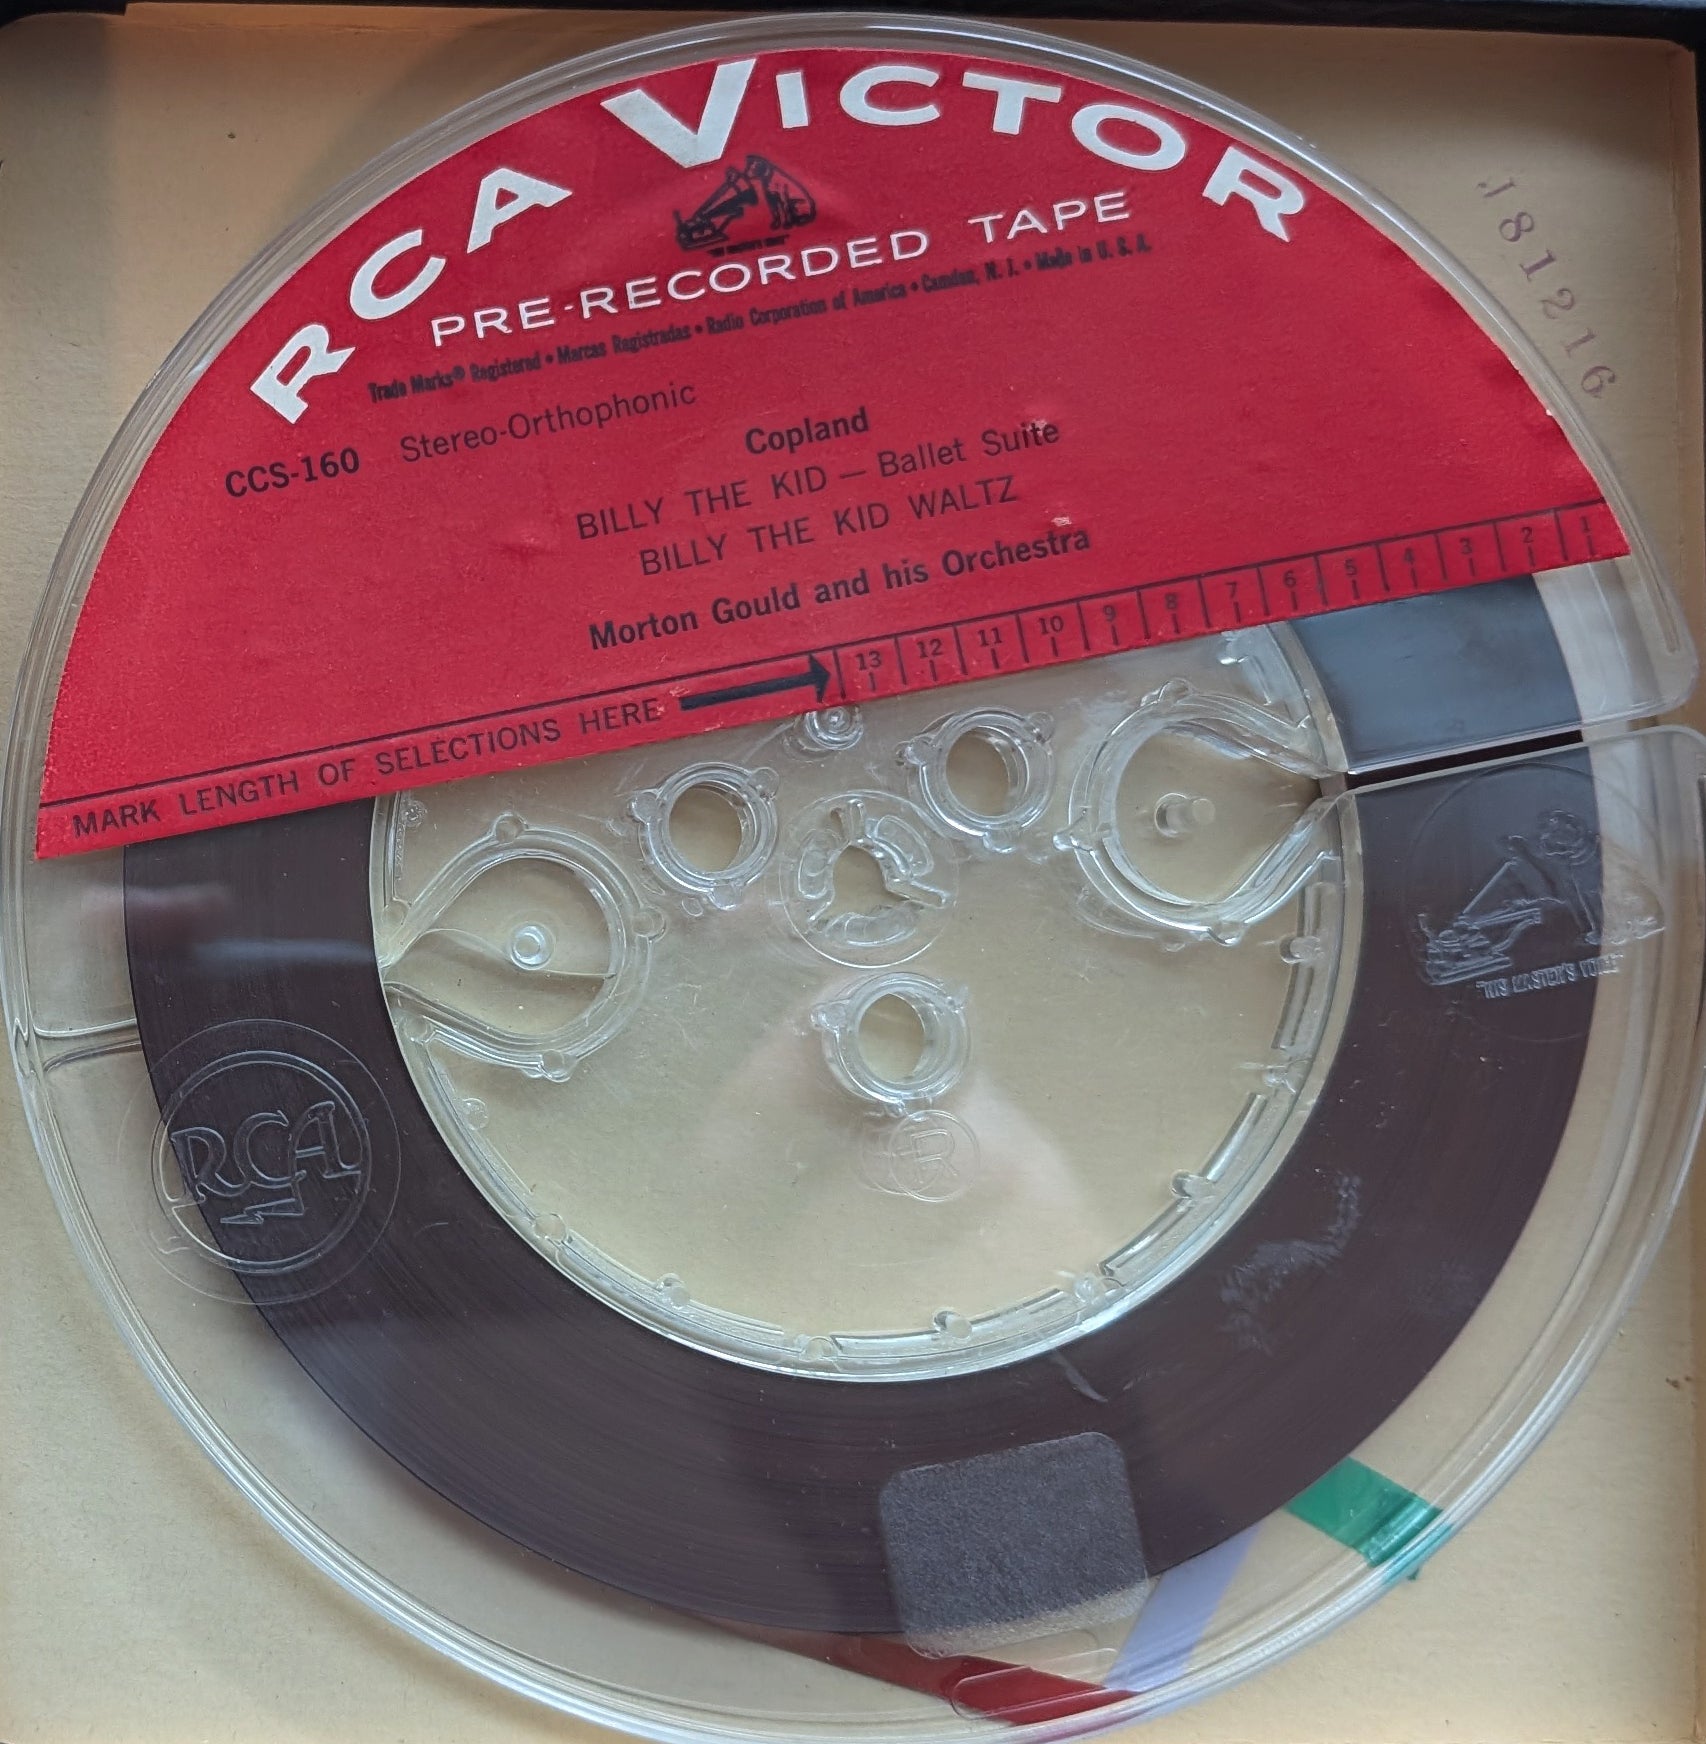 RCA VICTOR
"HIS MASTER'S VOICE"
PRE-RECORDED TAPE
Trade Marks® Registered • Marcas Registradas • Radio Corporation of America • Camden, N. J. • Made in U. S. A.
CCS-160 Stereo-Orthophonic
Copland
BILLY THE KID — Ballet Suite
BILLY THE KID WALTZ
Morton Gould and his Orchestra
MARK LENGTH OF SELECTIONS HERE 13 12 11 10 9 8 7 6 5 4 3 2 1
181216
"HIS MASTER'S VOICE"
RCA
R